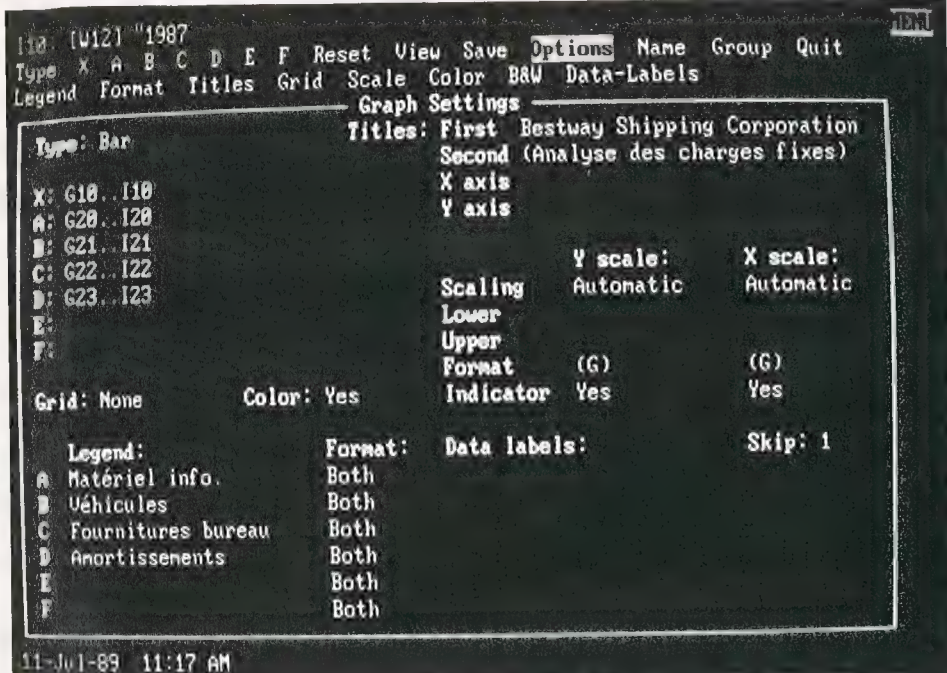 I10: [W12] "1987 MENU
Type X A B C D E F Reset View Save Options Name Group Quit
Legend Format Titles Grid Scale Color B&W Data-Labels
Graph Settings
Type: Bar Titles: First Bestway Shipping Corporation
Second (Analyse des charges fixes)
X axis
X: G10..I10 Y axis
A: G20..I20
B: G21..I21 Y scale: X scale:
C: G22..I22 Scaling Automatic Automatic
D: G23..I23 Lower
E: Upper
F: Format (G) (G)
Grid: None Color: Yes Indicator Yes Yes
Legend: Format: Data labels: Skip: 1
A Matériel info. Both
B Véhicules Both
C Fournitures bureau Both
D Amortissements Both
E Both
F Both
11-Jul-89 11:17 AM